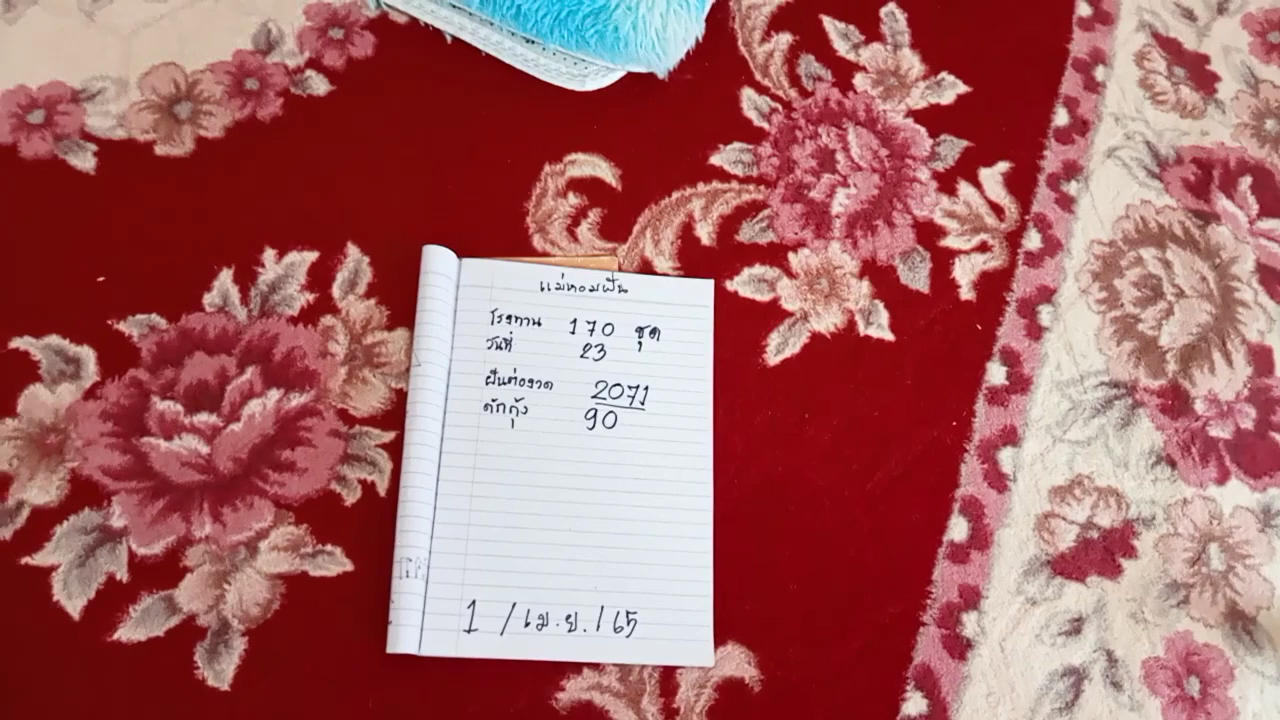 แม่หอมฝัน
โรงทาน 170 ชุด
วันที่ 23
ฝันต่อลวด 2071
ดักกุ้ง 90
1 / เม.ย. / 65